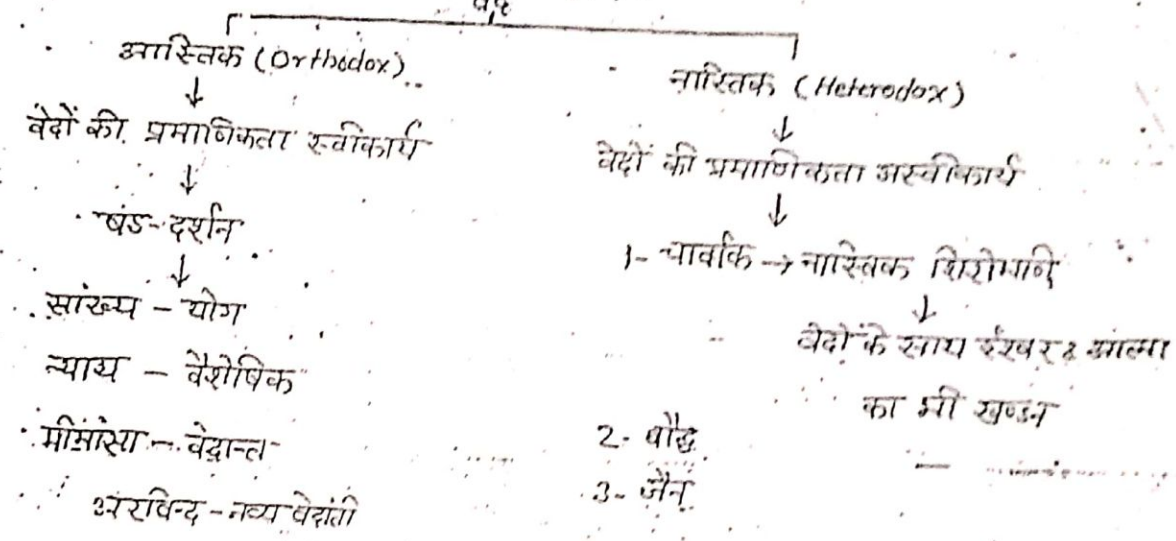 वेद
आस्तिक (Orthodox)
↓
वेदों की प्रमाणिकता स्वीकार्य
↓
षंड-दर्शन
↓
सांख्य - योग
न्याय - वैशेषिक
मीमांसा - वेदान्त
अरविन्द - नव्य वेदांती
नास्तिक (Heterodox)
↓
वेदों की प्रमाणिकता अस्वीकार्य
↓
1- चार्वाक → नास्तिक शिरोमणि
↓
वेदों के साथ ईश्वर & आत्मा
का भी खण्डन
2- बौद्ध
3- जैन